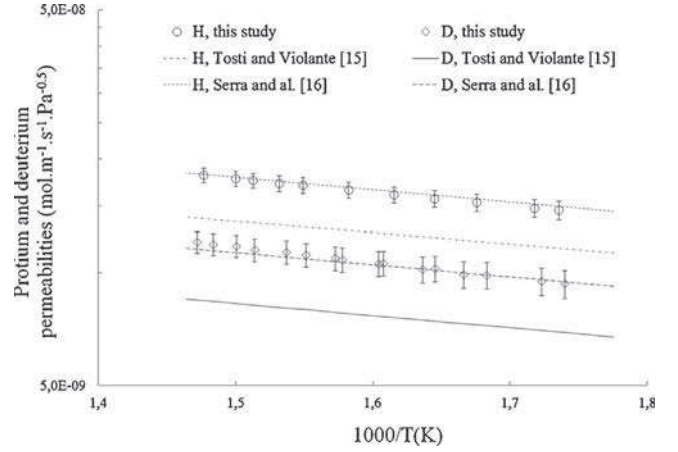 5,0E-08
H, this study
D, this study
H, Tosti and Violante [15]
D, Tosti and Violante [15]
H, Serra and al. [16]
D, Serra and al. [16]
Protium and deuterium
permeabilities (mol.m⁻¹.s⁻¹.Pa⁻⁰·⁵)
5,0E-09
1,4
1,5
1,6
1,7
1,8
1000/T(K)